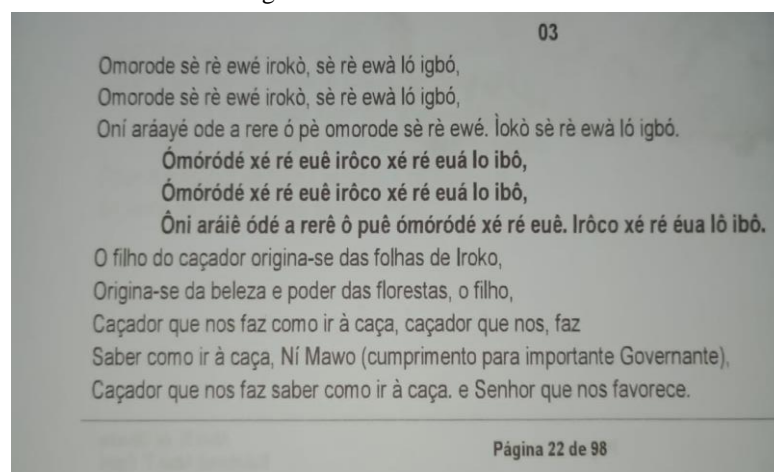 03
Omorode sè rè ewé irokò, sè rè ewà ló igbó,
Omorode sè rè ewé irokò, sè rè ewà ló igbó,
Oní aráayé ode a rere ó pè omorode sè rè ewé. Ìokò sè rè ewà ló igbó.
Ómóródé xé ré euê irôco xé ré euá lo ibô,
Ómóródé xé ré euê irôco xé ré euá lo ibô,
Ôni aráiê ódé a rerê ô puê ómóródé xé ré euê. Irôco xé ré éua lô ibô.
O filho do caçador origina-se das folhas de Iroko,
Origina-se da beleza e poder das florestas, o filho,
Caçador que nos faz como ir à caça, caçador que nos, faz
Saber como ir à caça, Ní Mawo (cumprimento para importante Governante),
Caçador que nos faz saber como ir à caça. e Senhor que nos favorece.
Página 22 de 98